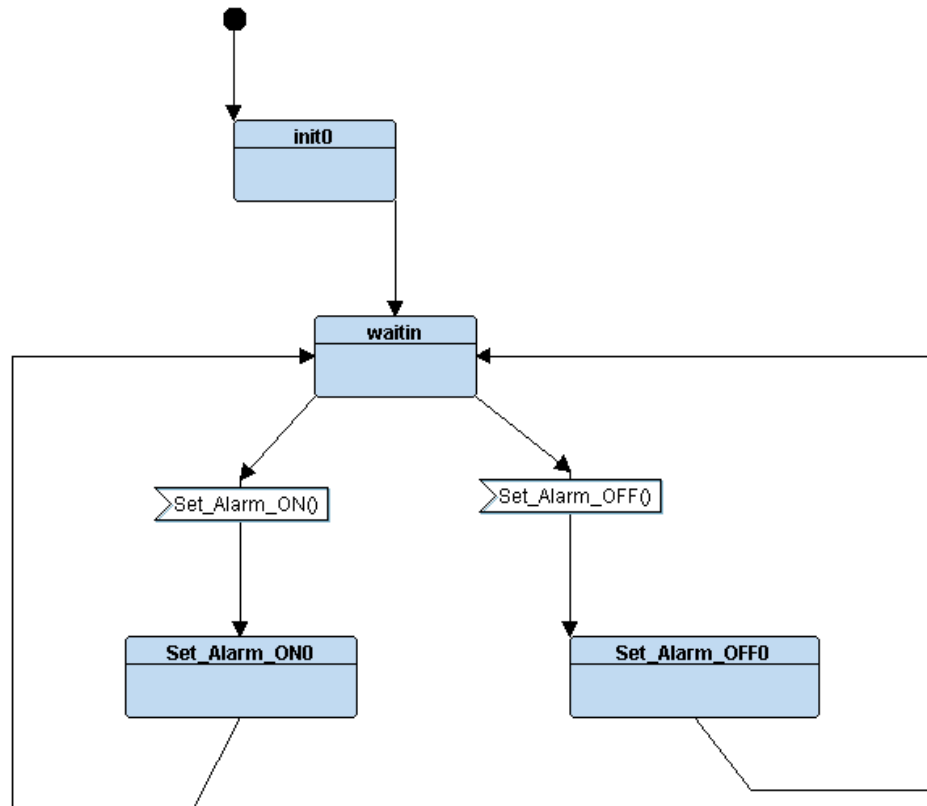 init0
waitin
Set_Alarm_ON()
Set_Alarm_OFF()
Set_Alarm_ON0
Set_Alarm_OFF0